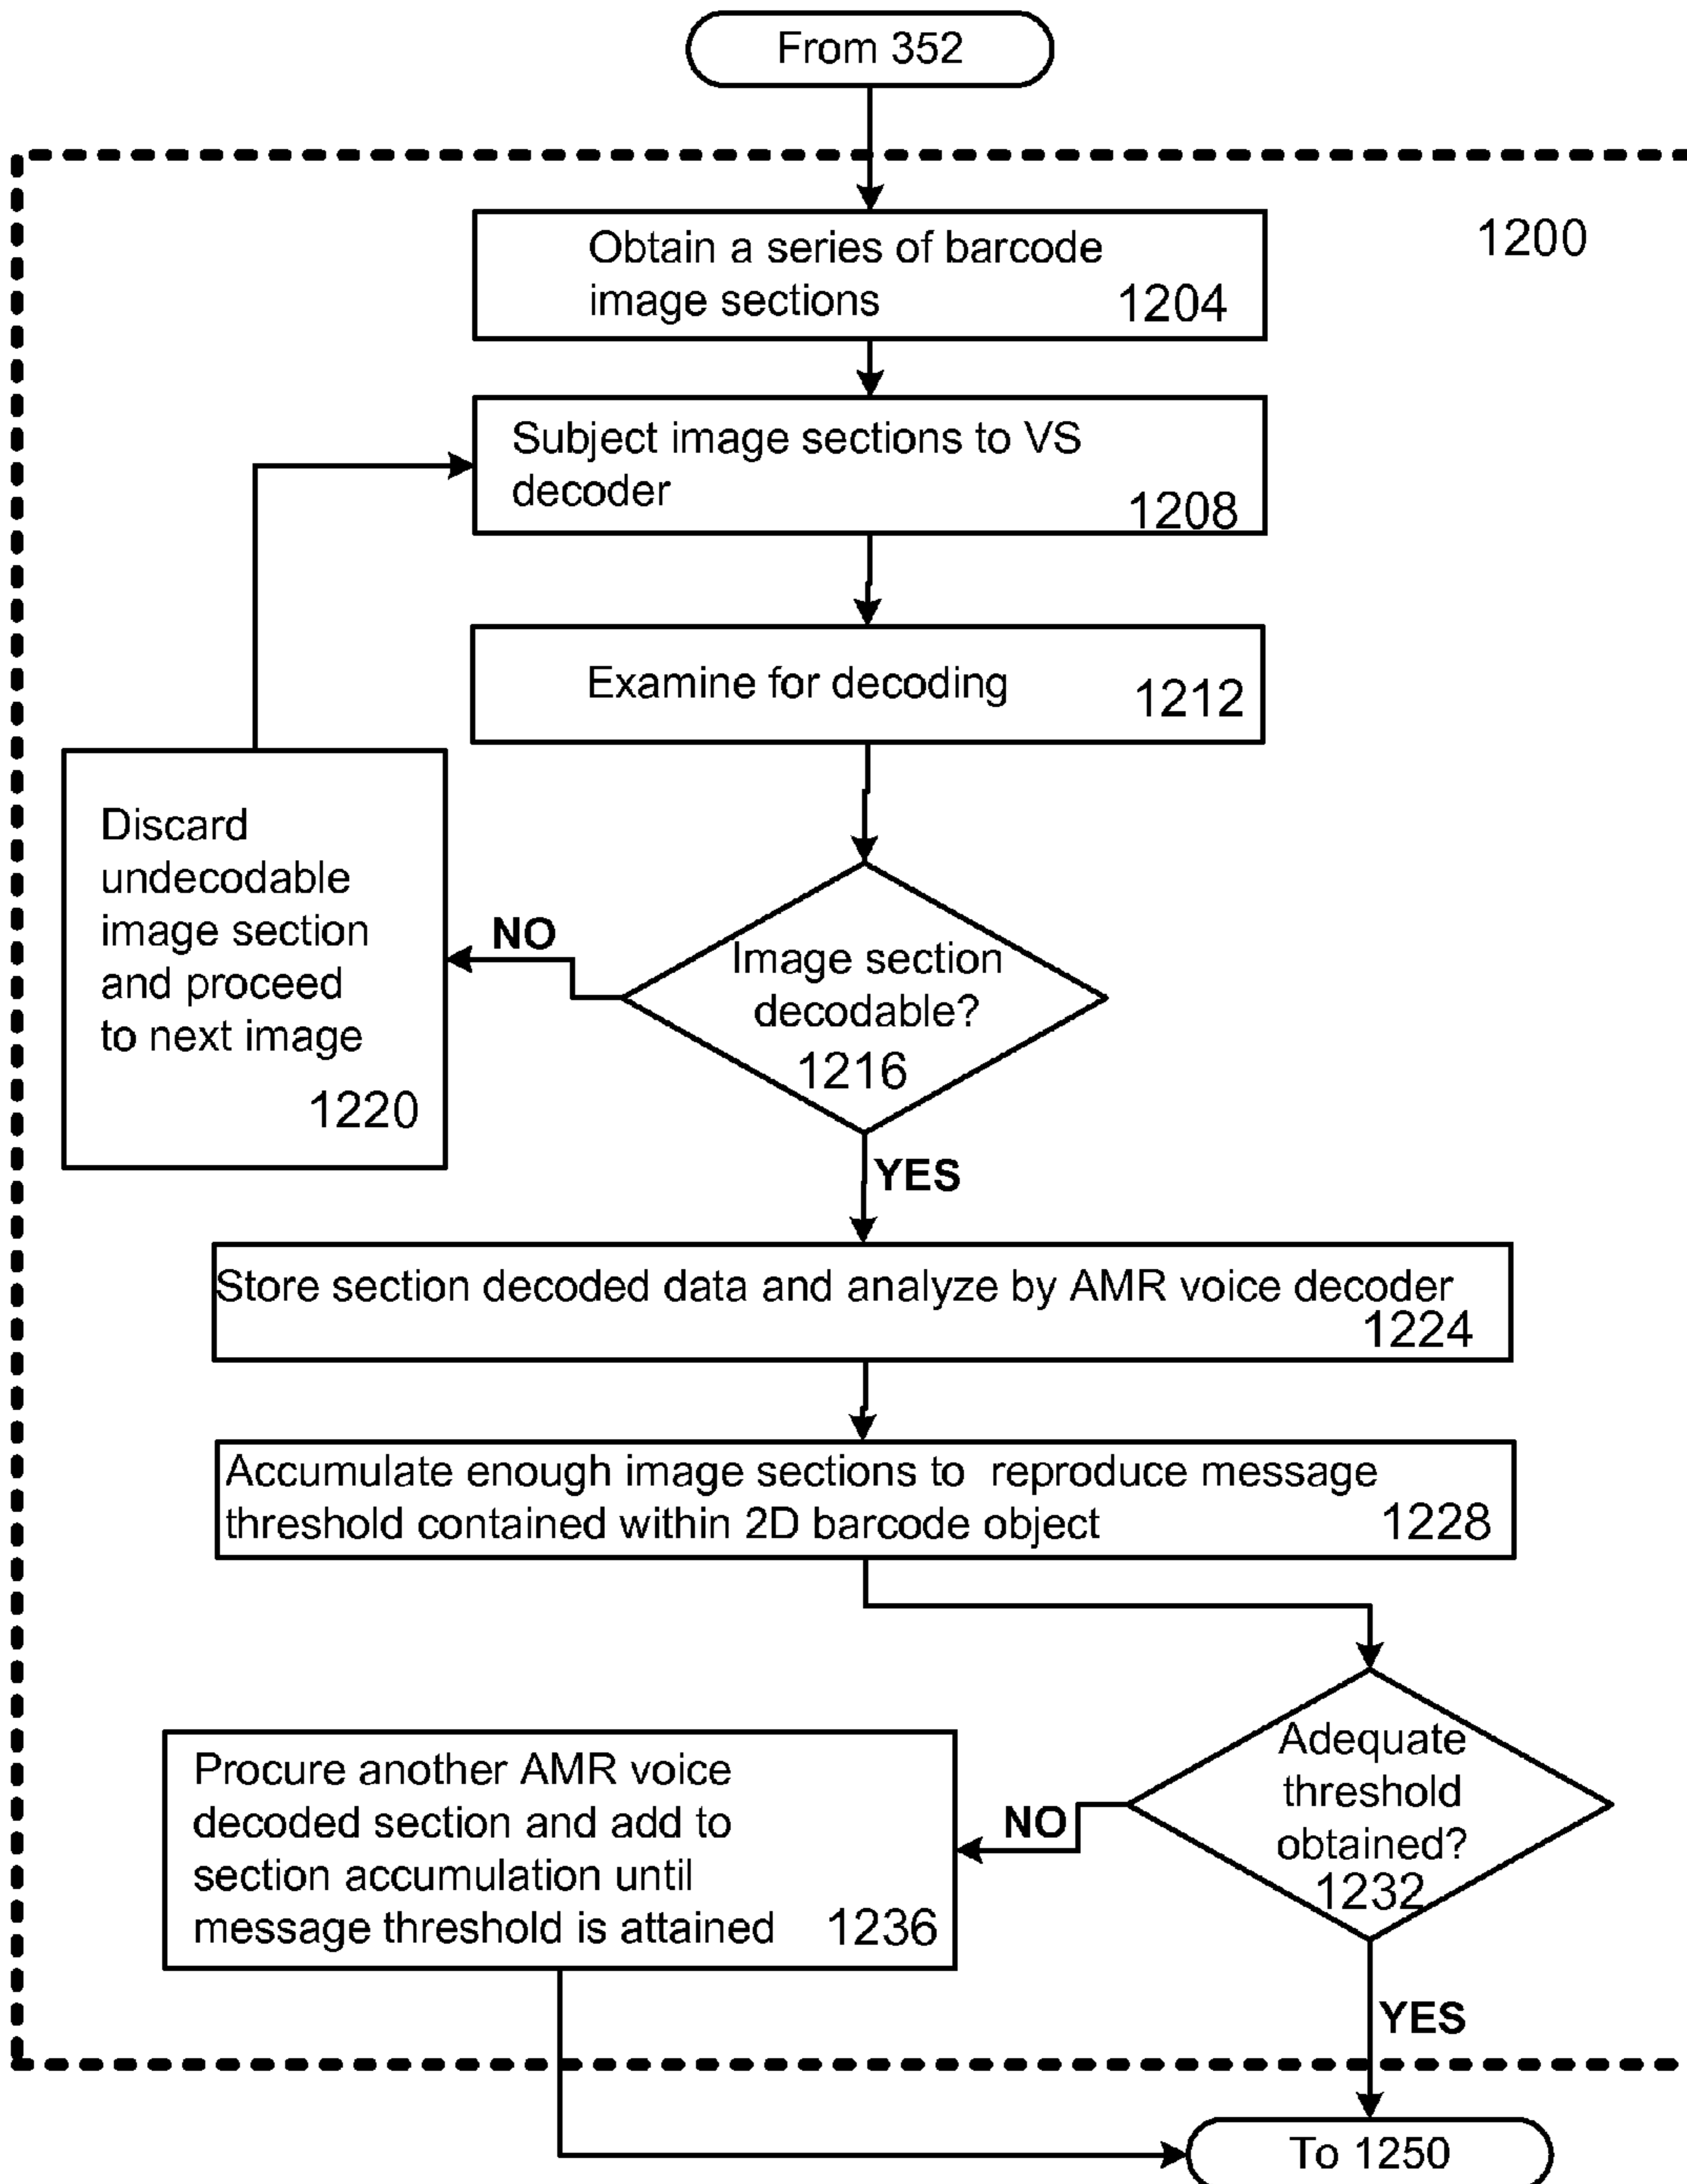 From 352
1200
Obtain a series of barcode
image sections
1204
Subject image sections to VS
decoder
1208
Examine for decoding
1212
Discard
undecodable
image section
and proceed
to next image
1220
NO
Image section
decodable?
1216
YES
Store section decoded data and analyze by AMR voice decoder
1224
Accumulate enough image sections to reproduce message
threshold contained within 2D barcode object
1228
Adequate
threshold
obtained?
1232
NO
Procure another AMR voice
decoded section and add to
section accumulation until
message threshold is attained
1236
YES
To 1250